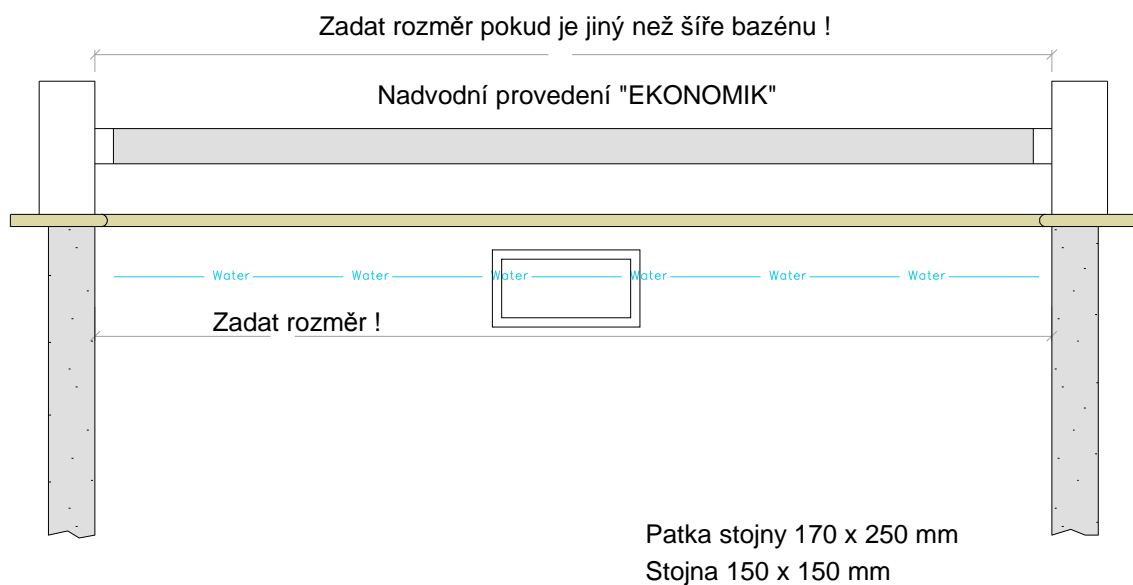 Zadat rozměr pokud je jiný než šíře bazénu !
Nadvodní provedení "EKONOMIK"
Water Water Water Water Water Water
Zadat rozměr !
Patka stojny 170 x 250 mm
Stojna 150 x 150 mm